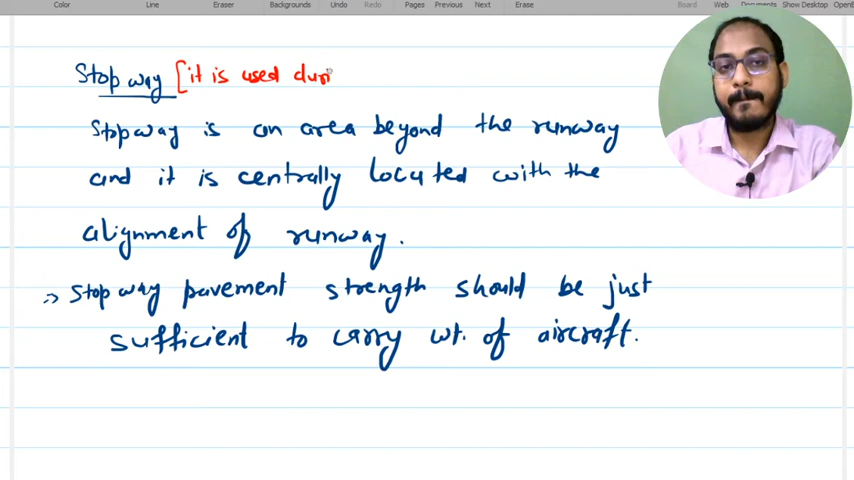 Color Line Eraser Backgrounds Undo Redo Pages Previous Next Erase Board Web Documents Show Desktop
Stop way [it is used duri
Stopway is an area beyond the runway
and it is centrally located with the
alignment of runway.
=> Stop way pavement strength should be just
sufficient to carry wt. of aircraft.